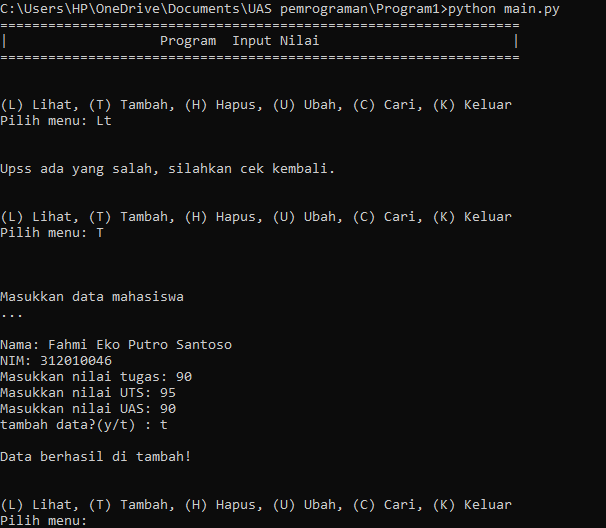 C:\Users\HP\OneDrive\Documents\UAS pemrograman\Program1>python main.py
=================================================================
|                   Program  Input Nilai                        |
=================================================================
(L) Lihat, (T) Tambah, (H) Hapus, (U) Ubah, (C) Cari, (K) Keluar
Pilih menu: Lt
Upss ada yang salah, silahkan cek kembali.
(L) Lihat, (T) Tambah, (H) Hapus, (U) Ubah, (C) Cari, (K) Keluar
Pilih menu: T
Masukkan data mahasiswa
...
Nama: Fahmi Eko Putro Santoso
NIM: 312010046
Masukkan nilai tugas: 90
Masukkan nilai UTS: 95
Masukkan nilai UAS: 90
tambah data?(y/t) : t
Data berhasil di tambah!
(L) Lihat, (T) Tambah, (H) Hapus, (U) Ubah, (C) Cari, (K) Keluar
Pilih menu: